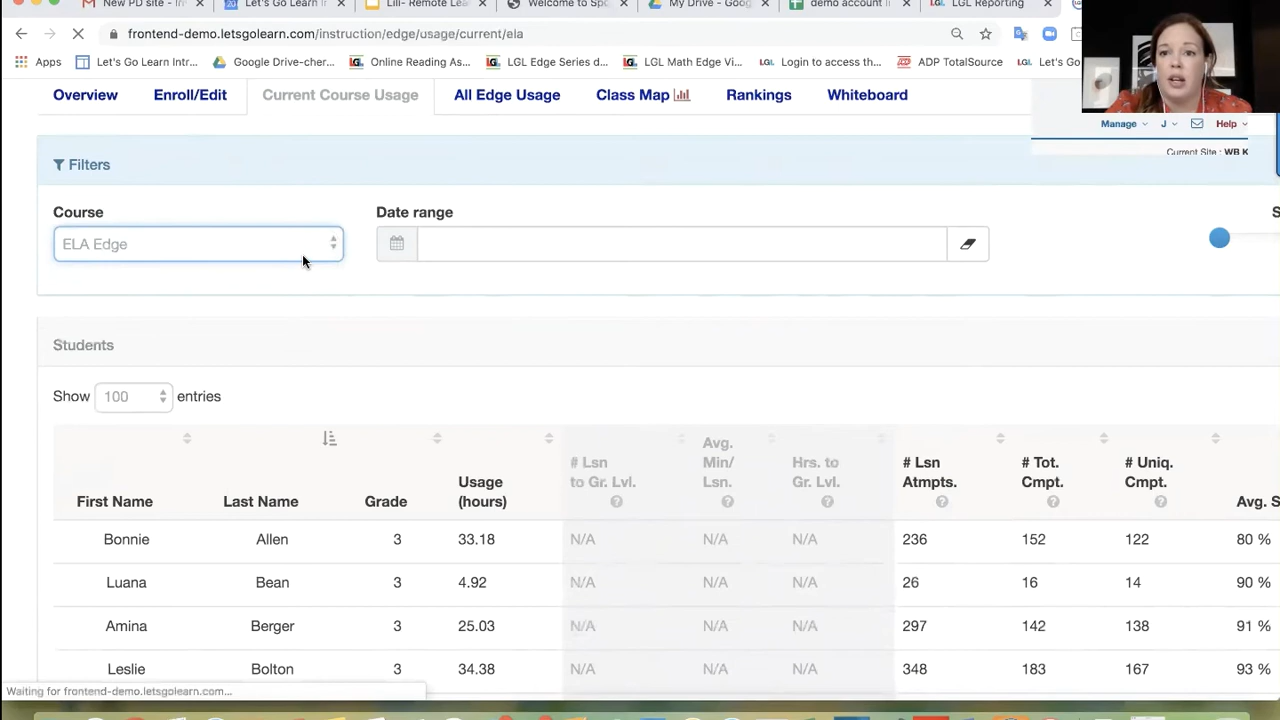 New PD site - Inv
Let's Go Learn I
Lill- Remote Lea
Welcome to Spo
My Drive - Goog
demo account i
LGL Reporting
frontend-demo.letsgolearn.com/instruction/edge/usage/current/ela
Apps
Let's Go Learn Intr...
Google Drive-cher...
Online Reading As...
LGL Edge Series d...
LGL Math Edge Vi...
Login to access th...
ADP TotalSource
Let's Go
Overview
Enroll/Edit
Current Course Usage
All Edge Usage
Class Map
Rankings
Whiteboard
Manage
J
Help
Current Site : WB K
Filters
Course
Date range
S
ELA Edge
Students
Show 100 entries
First Name
Last Name
Grade
Usage (hours)
# Lsn to Gr. Lvl.
Avg. Min/ Lsn.
Hrs. to Gr. Lvl.
# Lsn Atmpts.
# Tot. Cmpt.
# Uniq. Cmpt.
Avg. S
Bonnie Allen 3 33.18 N/A N/A N/A 236 152 122 80 %
Luana Bean 3 4.92 N/A N/A N/A 26 16 14 90 %
Amina Berger 3 25.03 N/A N/A N/A 297 142 138 91 %
Leslie Bolton 3 34.38 N/A N/A N/A 348 183 167 93 %
Waiting for frontend-demo.letsgolearn.com...